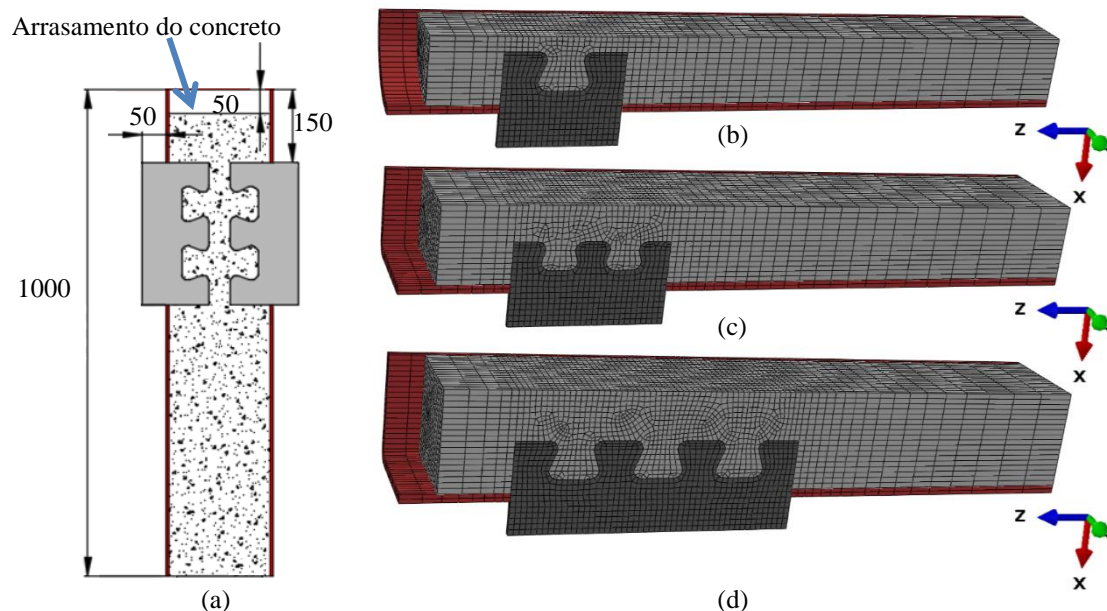 Arrasamento do concreto
50
50
150
1000
(a)
(b)
z
x
(c)
z
x
(d)
z
x